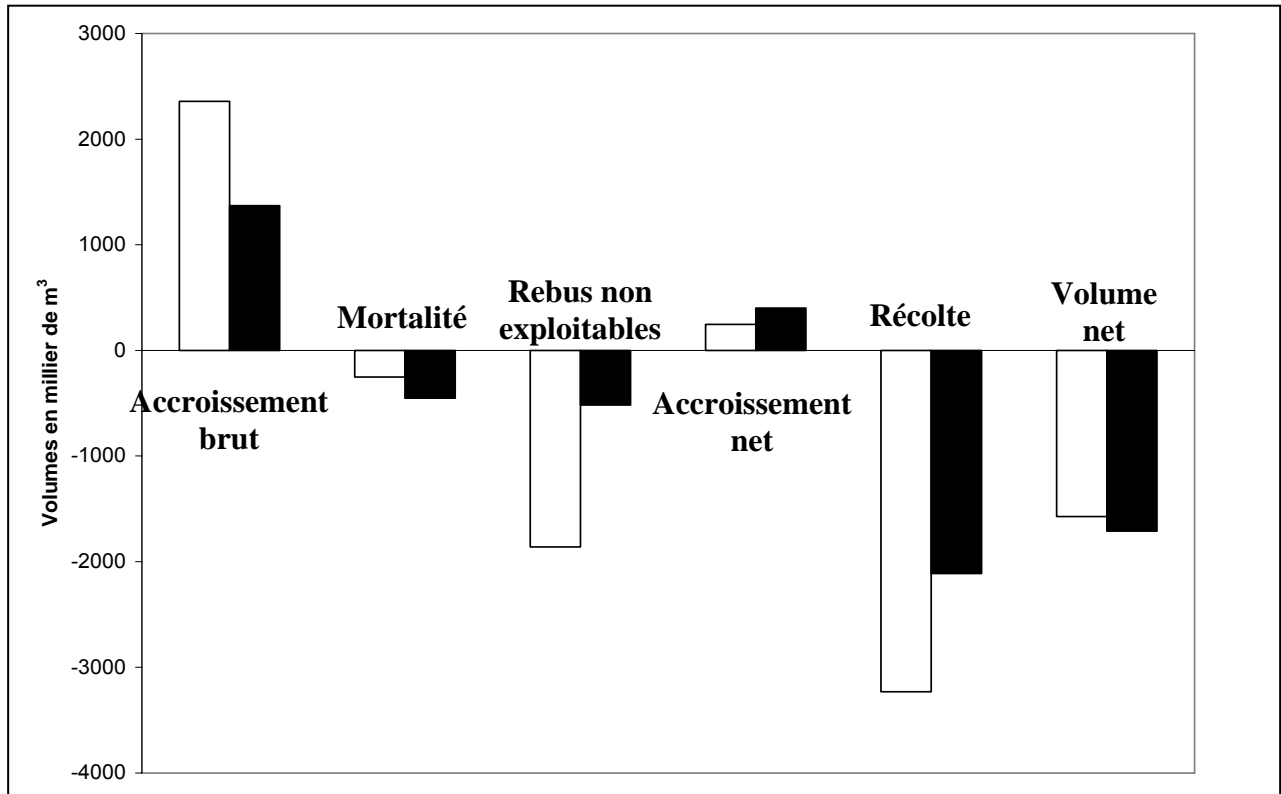 3000
2000
1000
0
-1000
-2000
-3000
-4000
Volumes en millier de m³
Accroissement
brut
Mortalité
Rebus non
exploitables
Accroissement
net
Récolte
Volume
net